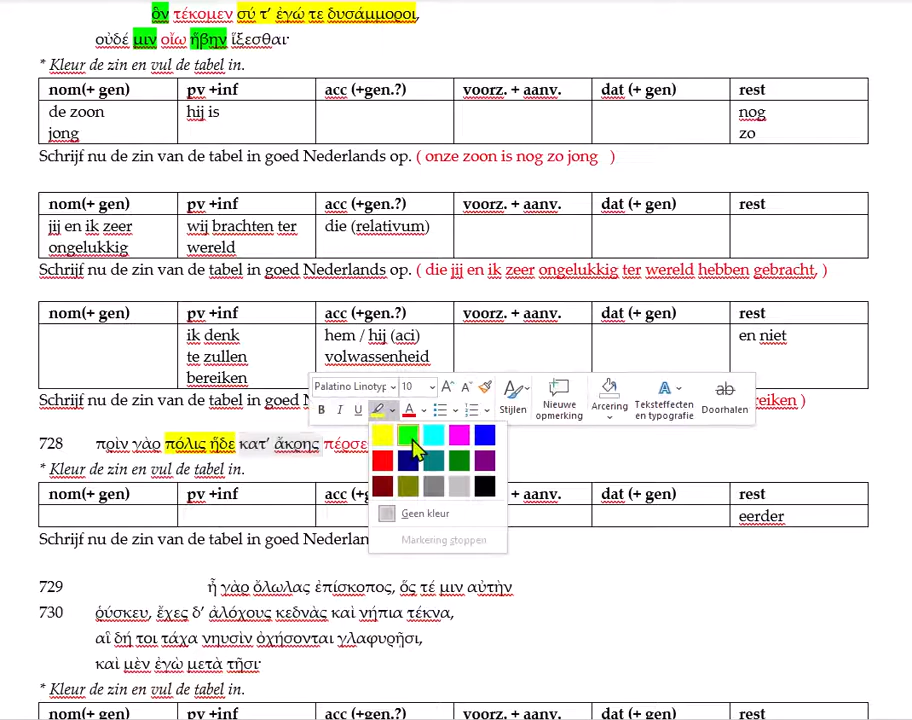 ὃν τέκομεν σύ τ’ ἐγώ τε δυσάμμοροι,
οὐδέ μιν οἴω ἥβην ἵξεσθαι·
* Kleur de zin en vul de tabel in.
nom(+ gen) pv +inf acc (+gen.?) voorz. + aanv. dat (+ gen) rest
de zoon hij is nog
jong zo
Schrijf nu de zin van de tabel in goed Nederlands op. ( onze zoon is nog zo jong )
nom(+ gen) pv +inf acc (+gen.?) voorz. + aanv. dat (+ gen) rest
jij en ik zeer wij brachten ter die (relativum)
ongelukkig wereld
Schrijf nu de zin van de tabel in goed Nederlands op. ( die jij en ik zeer ongelukkig ter wereld hebben gebracht, )
nom(+ gen) pv +inf acc (+gen.?) voorz. + aanv. dat (+ gen) rest
ik denk hem / hij (aci) en niet
te zullen volwassenheid
bereiken
Palatino Linotyp 10 Stijlen Nieuwe opmerking Arcering Teksteffecten en typografie Doorhalen
B I U
Schrijf nu de zin van de tabel in goed reiken )
728 πρὶν γὰρ πόλις ἥδε κατ’ ἄκρης πέρσε
* Kleur de zin en vul de tabel in.
nom(+ gen) pv +inf acc + aanv. dat (+ gen) rest
eerder
Geen kleur
Schrijf nu de zin van de tabel in goed
Markering stoppen
729 ἦ γὰρ ὄλωλας ἐπίσκοπος, ὅς τέ μιν αὐτὴν
730 ῥύσκευ, ἔχες δ’ ἀλόχους κεδνὰς καὶ νήπια τέκνα,
αἳ δή τοι τάχα νηυσὶν ὀχήσονται γλαφυρῇσι,
καὶ μὲν ἐγὼ μετὰ τῇσι·
* Kleur de zin en vul de tabel in.
nom(+ gen) pv +inf acc (+gen.?) voorz. + aanv. dat (+ gen) rest